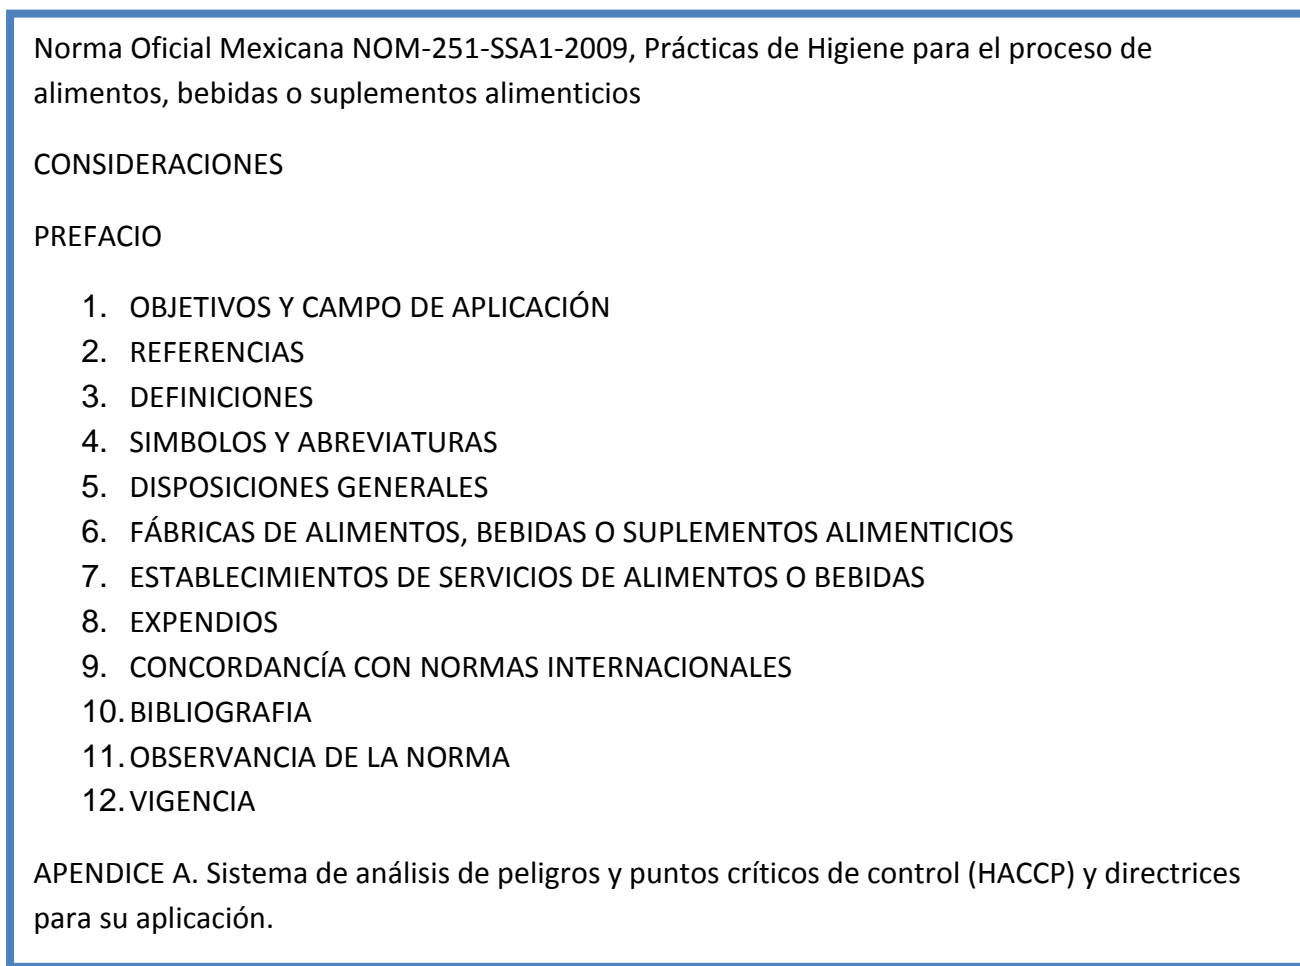 Norma Oficial Mexicana NOM-251-SSA1-2009, Prácticas de Higiene para el proceso de
alimentos, bebidas o suplementos alimenticios
CONSIDERACIONES
PREFACIO
1. OBJETIVOS Y CAMPO DE APLICACIÓN
2. REFERENCIAS
3. DEFINICIONES
4. SIMBOLOS Y ABREVIATURAS
5. DISPOSICIONES GENERALES
6. FÁBRICAS DE ALIMENTOS, BEBIDAS O SUPLEMENTOS ALIMENTICIOS
7. ESTABLECIMIENTOS DE SERVICIOS DE ALIMENTOS O BEBIDAS
8. EXPENDIOS
9. CONCORDANCÍA CON NORMAS INTERNACIONALES
10. BIBLIOGRAFIA
11. OBSERVANCIA DE LA NORMA
12. VIGENCIA
APENDICE A. Sistema de análisis de peligros y puntos críticos de control (HACCP) y directrices
para su aplicación.